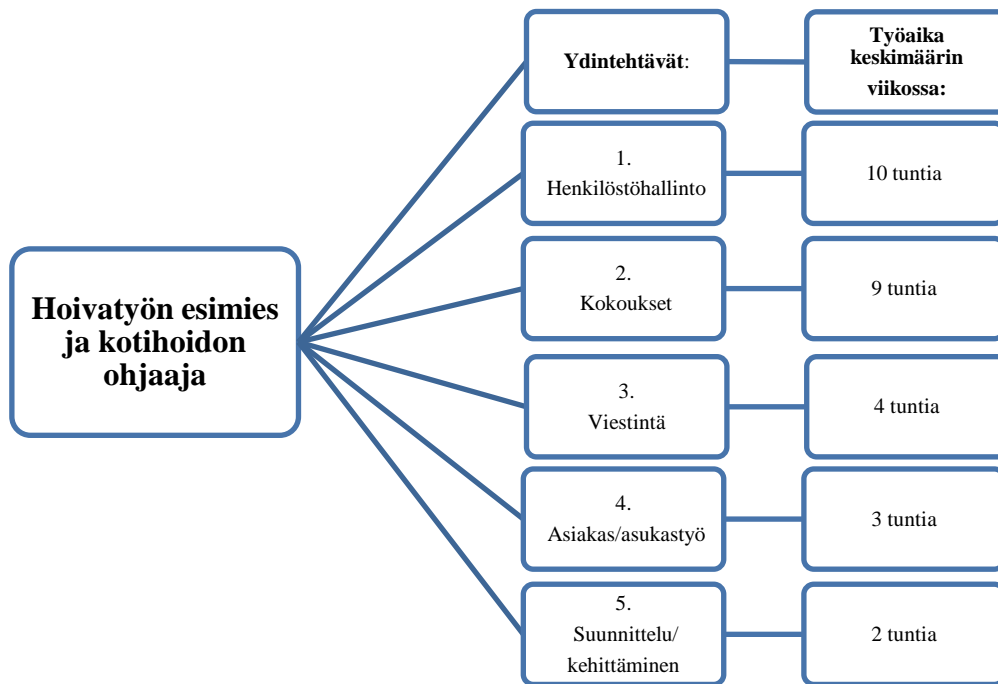 Ydintehtävät:
Työaika
keskimäärin
viikossa:
1.
Henkilöstöhallinto
10 tuntia
2.
Kokoukset
9 tuntia
Hoivatyön esimies
ja kotihoidon
ohjaaja
3.
Viestintä
4 tuntia
4.
Asiakas/asukastyö
3 tuntia
5.
Suunnittelu/
kehittäminen
2 tuntia